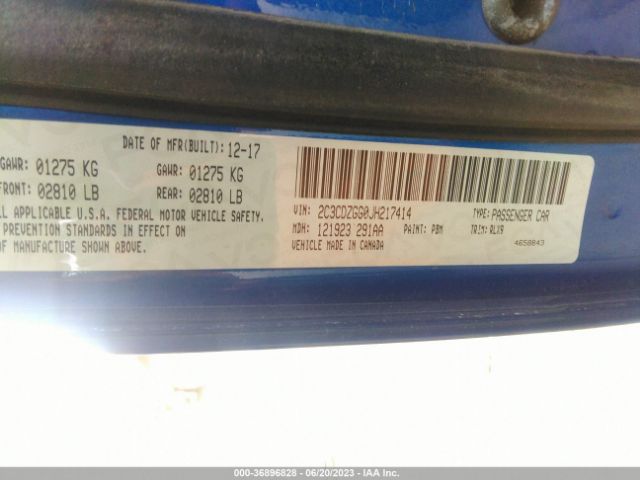 DATE OF MFR(BUILT): 12-17
GAWR: 01275 KG GAWR: 01275 KG
FRONT: 02810 LB REAR: 02810 LB
ALL APPLICABLE U.S.A. FEDERAL MOTOR VEHICLE SAFETY,
PREVENTION STANDARDS IN EFFECT ON
OF MANUFACTURE SHOWN ABOVE.
VIN: 2C3CDZGG0JH217414 TYPE: PASSENGER CAR
MDH: 121923 291AA PAINT: PBM TRIM: RLX9
VEHICLE MADE IN CANADA 4658843
000-36896828 - 06/20/2023 - IAA Inc.